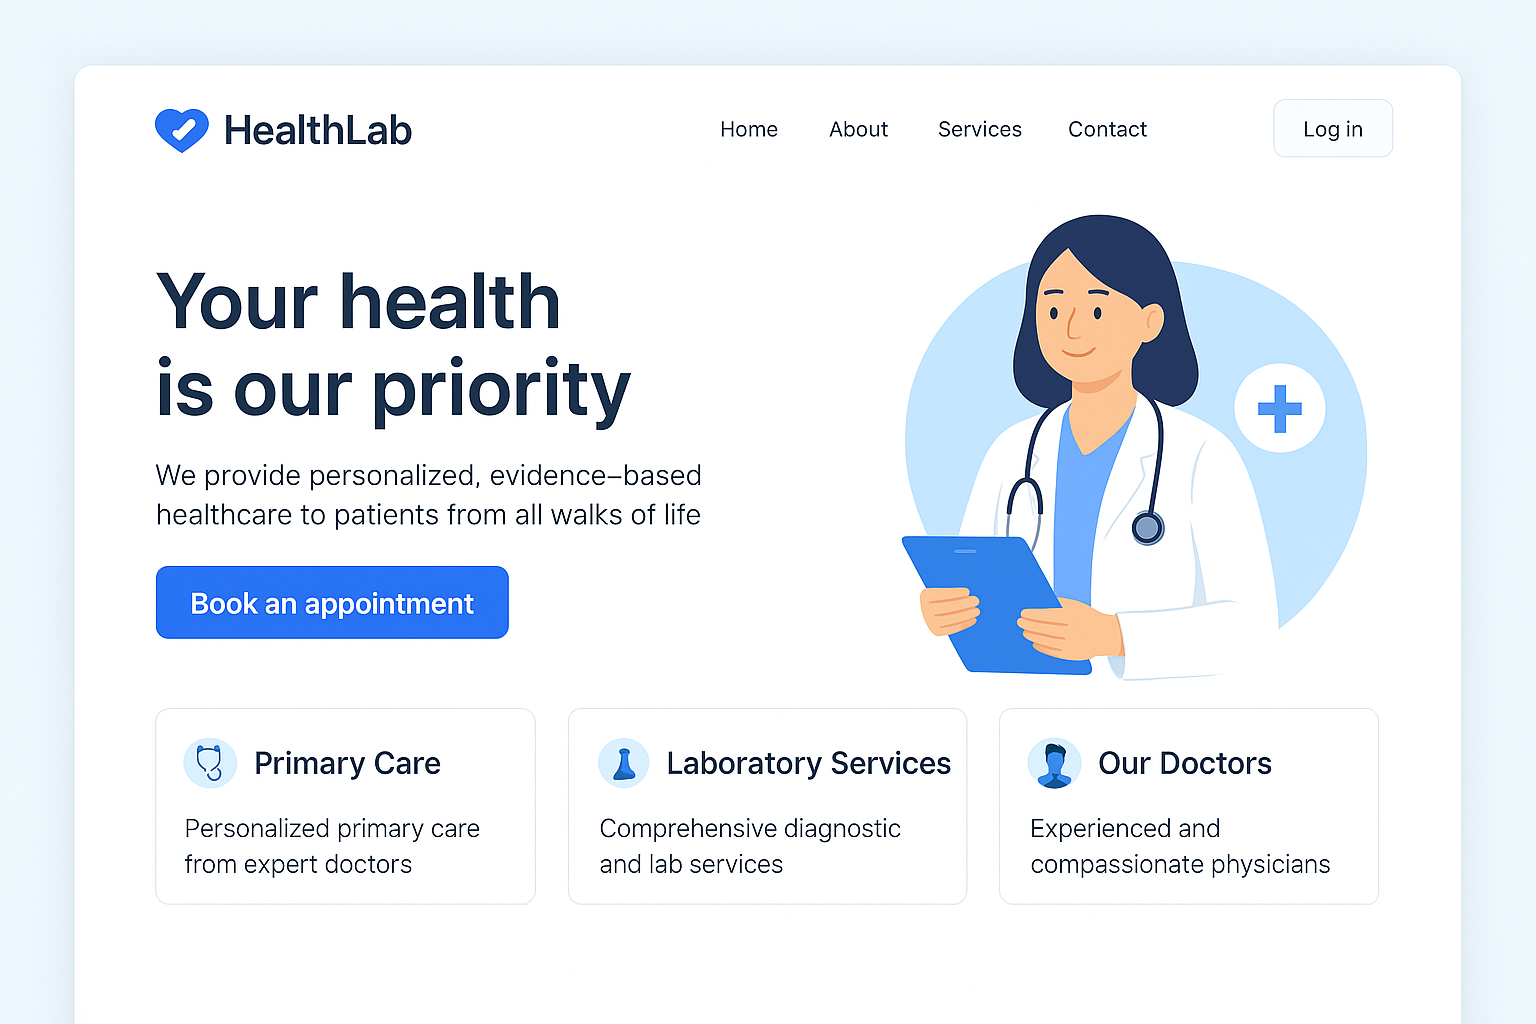 HealthLab
Home
About
Services
Contact
Log in
Your health
is our priority
We provide personalized, evidence–based
healthcare to patients from all walks of life
Book an appointment
Primary Care
Personalized primary care
from expert doctors
Laboratory Services
Comprehensive diagnostic
and lab services
Our Doctors
Experienced and
compassionate physicians